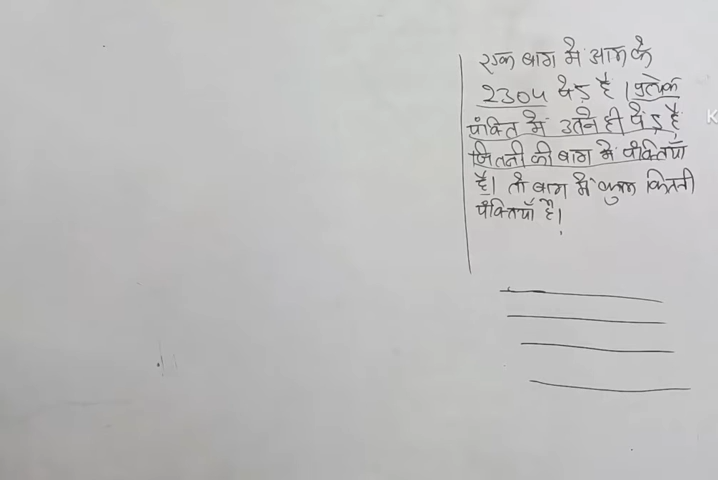 एक बाग में आम के
2304 पेड़ है। प्रत्येक
पंक्ति में उतने ही पेड़ है,
जितनी की बाग में पंक्तियाँ
है। तो बाग में कुल कितनी
पंक्तियाँ है।
K